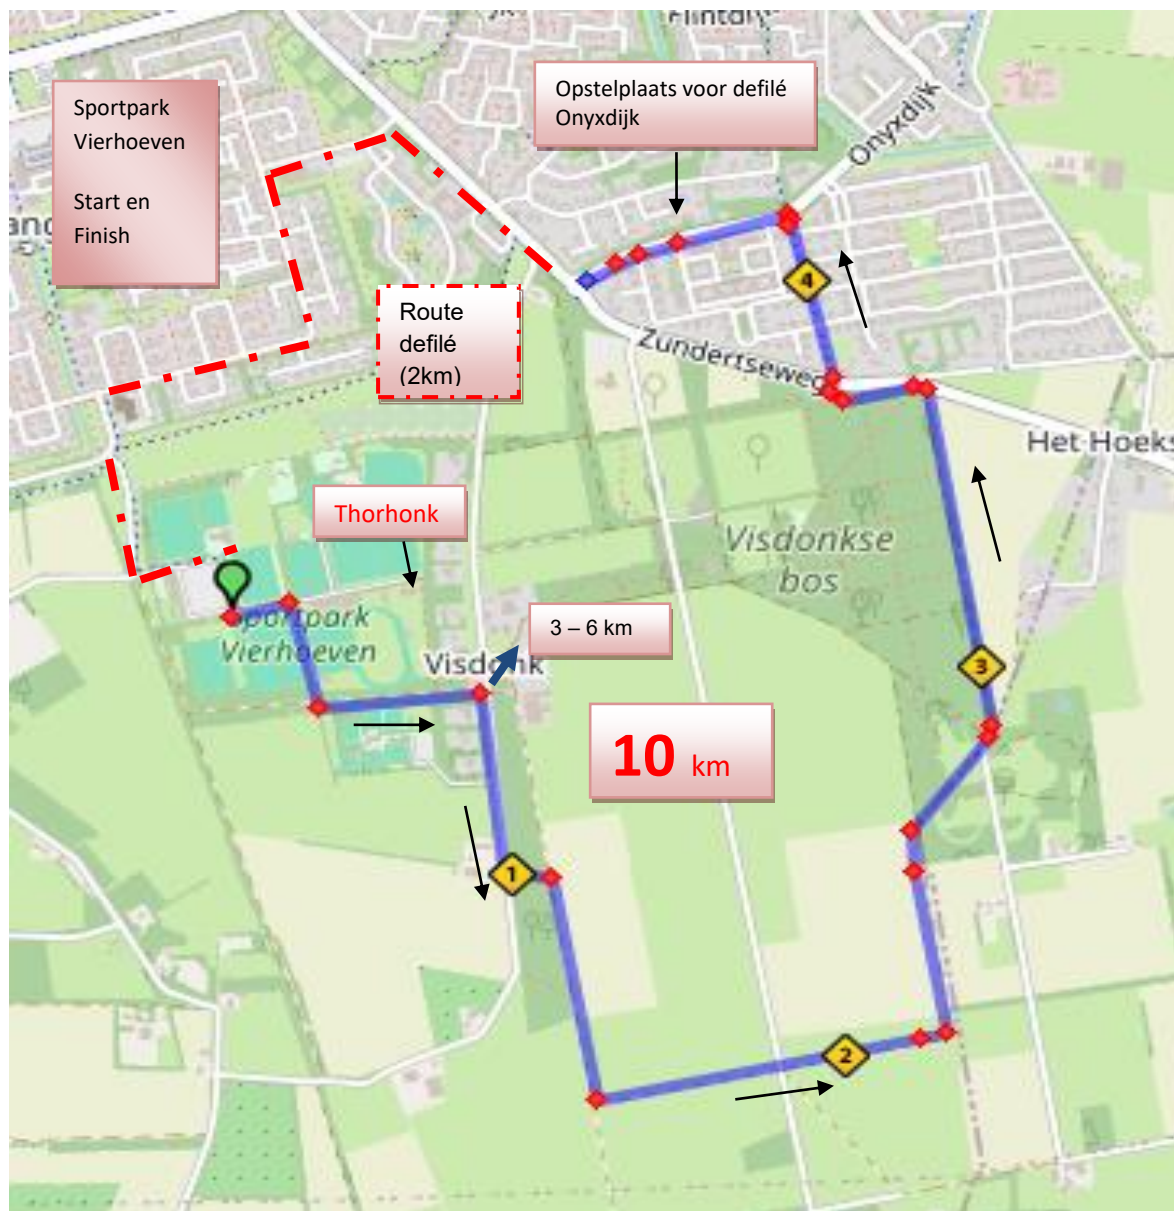 Sportpark
Vierhoeven
Start en
Finish
Opstelplaats voor defilé
Onyxdijk
Onyxdijk
Route
defilé
(2km)
4
Zundertseweg
Het Hoeks
Thorhonk
Visdonkse
bos
Sportpark
Vierhoeven
3 – 6 km
Visdonk
3
10 km
1
2